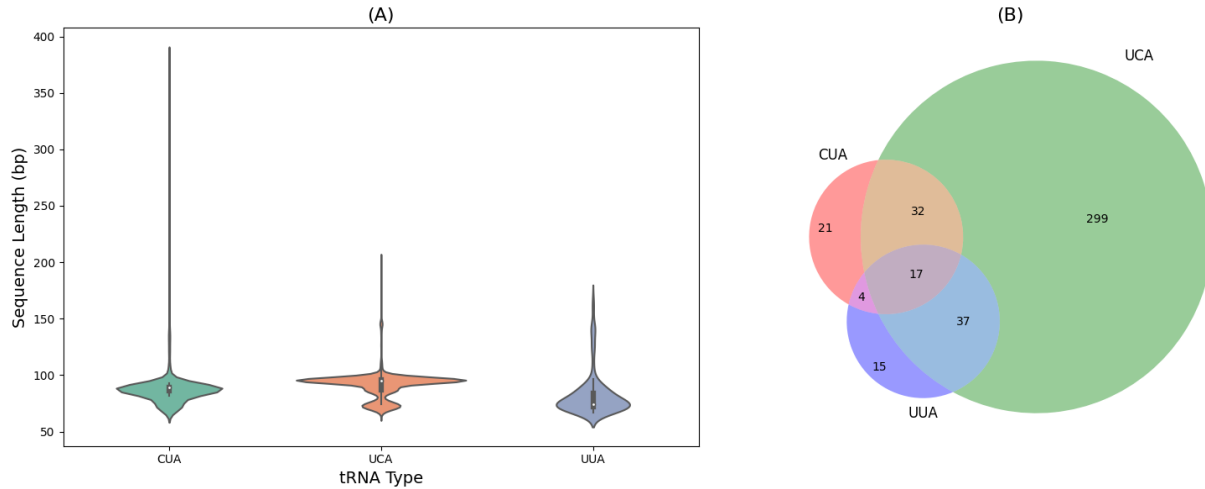 (A)
400
350
300
250
200
150
100
50
Sequence Length (bp)
CUA
UCA
UUA
tRNA Type
(B)
UCA
CUA
32
299
21
17
4
37
15
UUA